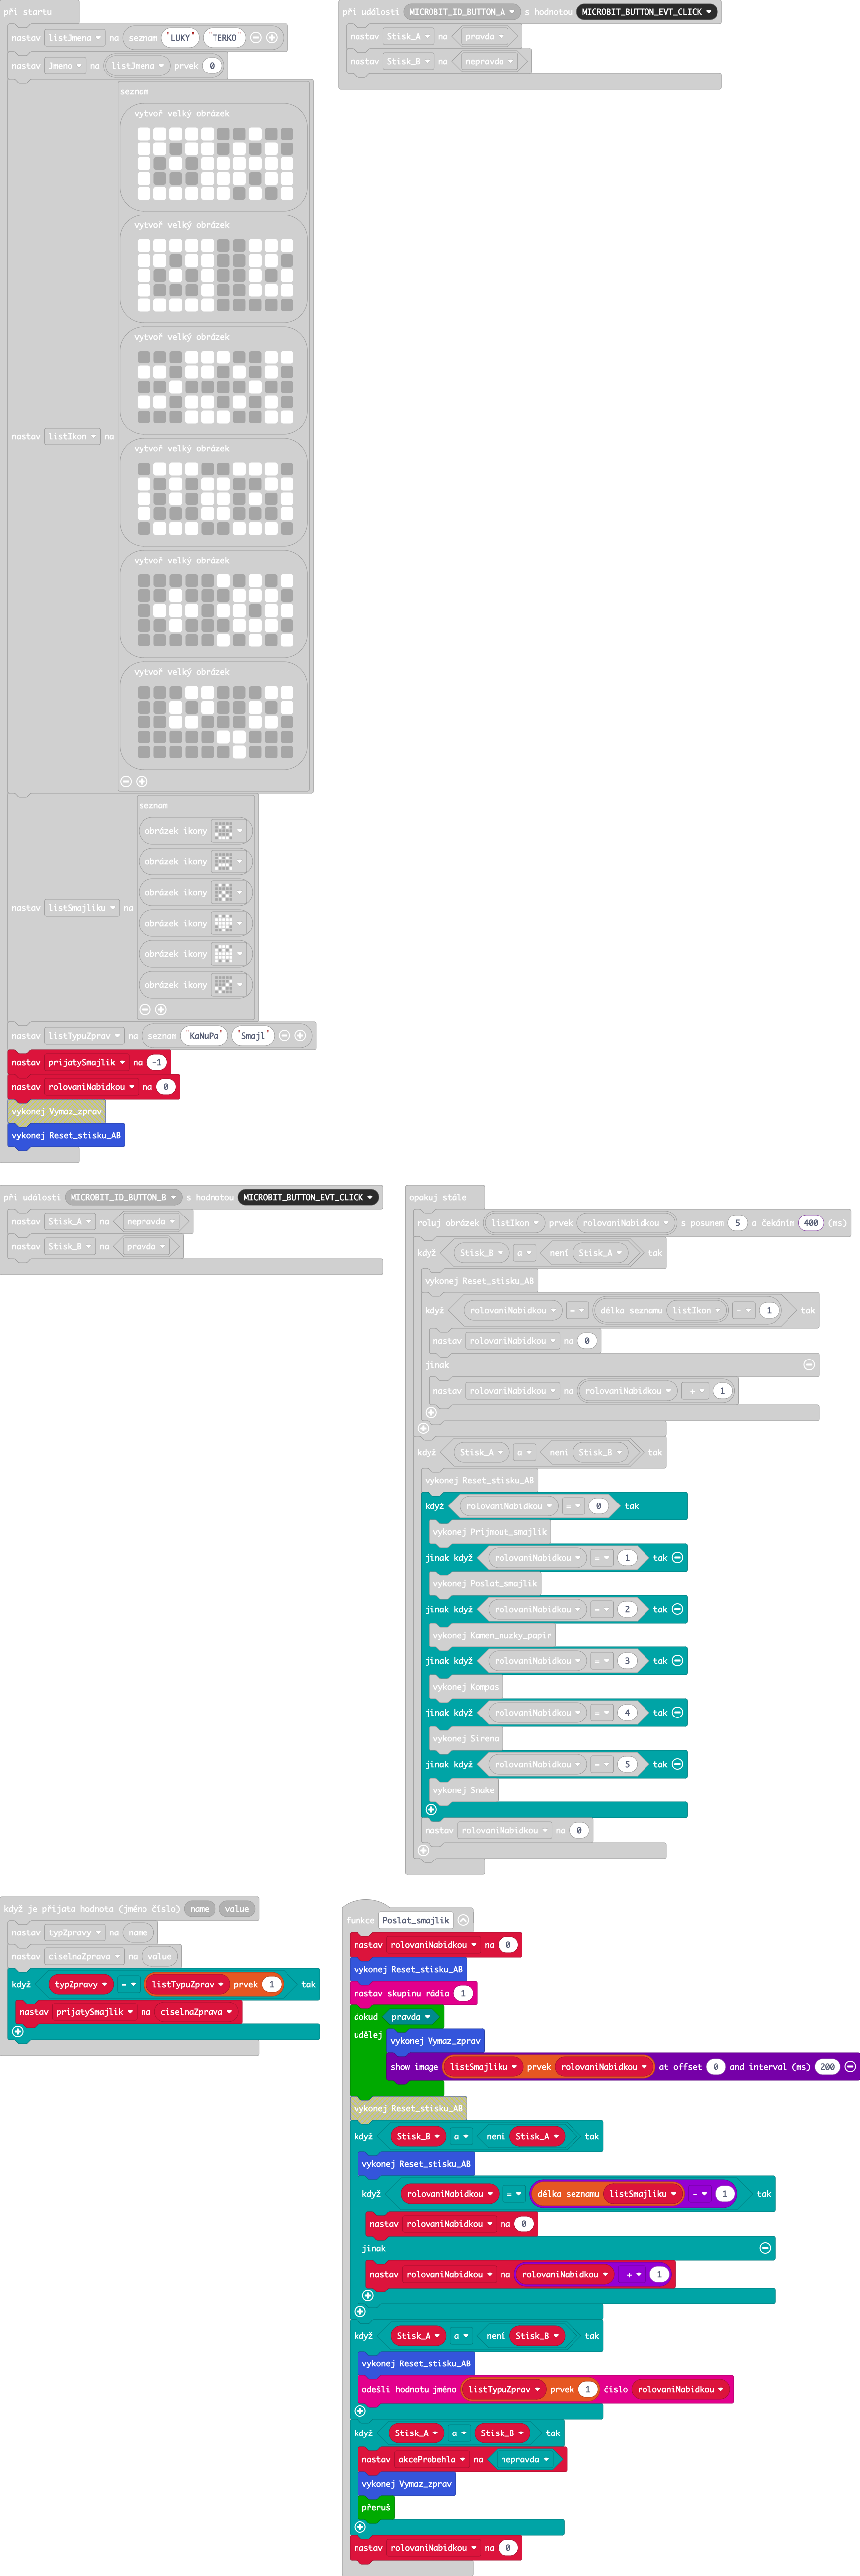 při startu
nastav listJmena na seznam "LUKY" "TERKO"
nastav Jmeno na listJmena prvek 0
seznam
vytvoř velký obrázek
vytvoř velký obrázek
vytvoř velký obrázek
nastav listIkon na
vytvoř velký obrázek
vytvoř velký obrázek
vytvoř velký obrázek
seznam
obrázek ikony
obrázek ikony
obrázek ikony
nastav listSmajliku na
obrázek ikony
obrázek ikony
obrázek ikony
nastav listTypuZprav na seznam "KaNuPa" "Smajl"
nastav prijatySmajlik na -1
nastav rolovaniNabidkou na 0
vykonej Vymaz_zprav
vykonej Reset_stisku_AB
při události MICROBIT_ID_BUTTON_A s hodnotou MICROBIT_BUTTON_EVT_CLICK
nastav Stisk_A na pravda
nastav Stisk_B na nepravda
při události MICROBIT_ID_BUTTON_B s hodnotou MICROBIT_BUTTON_EVT_CLICK
nastav Stisk_A na nepravda
nastav Stisk_B na pravda
opakuj stále
roluj obrázek listIkon prvek rolovaniNabidkou s posunem 5 a čekáním 400 (ms)
když Stisk_B a není Stisk_A tak
vykonej Reset_stisku_AB
když rolovaniNabidkou = délka seznamu listIkon - 1 tak
nastav rolovaniNabidkou na 0
jinak
nastav rolovaniNabidkou na rolovaniNabidkou + 1
když Stisk_A a není Stisk_B tak
vykonej Reset_stisku_AB
když rolovaniNabidkou = 0 tak
vykonej Prijmout_smajlik
jinak když rolovaniNabidkou = 1 tak
vykonej Poslat_smajlik
jinak když rolovaniNabidkou = 2 tak
vykonej Kamen_nuzky_papir
jinak když rolovaniNabidkou = 3 tak
vykonej Kompas
jinak když rolovaniNabidkou = 4 tak
vykonej Sirena
jinak když rolovaniNabidkou = 5 tak
vykonej Snake
nastav rolovaniNabidkou na 0
když je přijata hodnota (jméno číslo) name value
nastav typZpravy na name
nastav ciselnaZprava na value
když typZpravy = listTypuZprav prvek 1 tak
nastav prijatySmajlik na ciselnaZprava
funkce Poslat_smajlik
nastav rolovaniNabidkou na 0
vykonej Reset_stisku_AB
nastav skupinu rádia 1
dokud pravda
udělej vykonej Vymaz_zprav
show image listSmajliku prvek rolovaniNabidkou at offset 0 and interval (ms) 200
vykonej Reset_stisku_AB
když Stisk_B a není Stisk_A tak
vykonej Reset_stisku_AB
když rolovaniNabidkou = délka seznamu listSmajliku - 1 tak
nastav rolovaniNabidkou na 0
jinak
nastav rolovaniNabidkou na rolovaniNabidkou + 1
když Stisk_A a není Stisk_B tak
vykonej Reset_stisku_AB
odešli hodnotu jméno listTypuZprav prvek 1 číslo rolovaniNabidkou
když Stisk_A a Stisk_B tak
nastav akceProbehla na nepravda
vykonej Vymaz_zprav
přeruš
nastav rolovaniNabidkou na 0